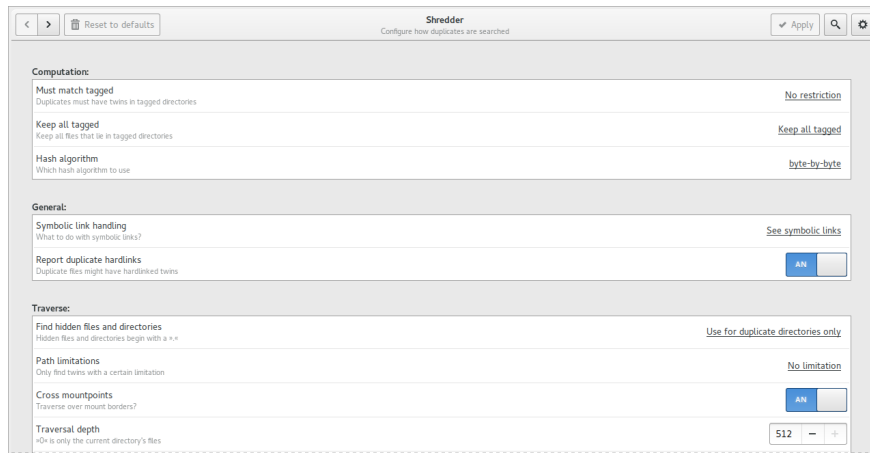 Reset to defaults
Shredder
Configure how duplicates are searched
Apply
Computation:
Must match tagged
Duplicates must have twins in tagged directories
No restriction
Keep all tagged
Keep all files that lie in tagged directories
Keep all tagged
Hash algorithm
Which hash algorithm to use
byte-by-byte
General:
Symbolic link handling
What to do with symbolic links?
See symbolic links
Report duplicate hardlinks
Duplicate files might have hardlinked twins
AN
Traverse:
Find hidden files and directories
Hidden files and directories begin with a ».«
Use for duplicate directories only
Path limitations
Only find twins with a certain limitation
No limitation
Cross mountpoints
Traverse over mount borders?
AN
Traversal depth
»0« is only the current directory's files
512 − +